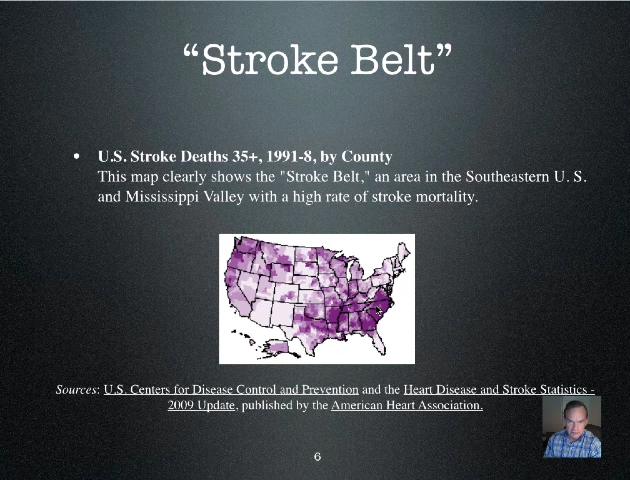 “Stroke Belt”
• U.S. Stroke Deaths 35+, 1991-8, by County
This map clearly shows the "Stroke Belt," an area in the Southeastern U. S.
and Mississippi Valley with a high rate of stroke mortality.
Sources: U.S. Centers for Disease Control and Prevention and the Heart Disease and Stroke Statistics -
2009 Update, published by the American Heart Association.
6